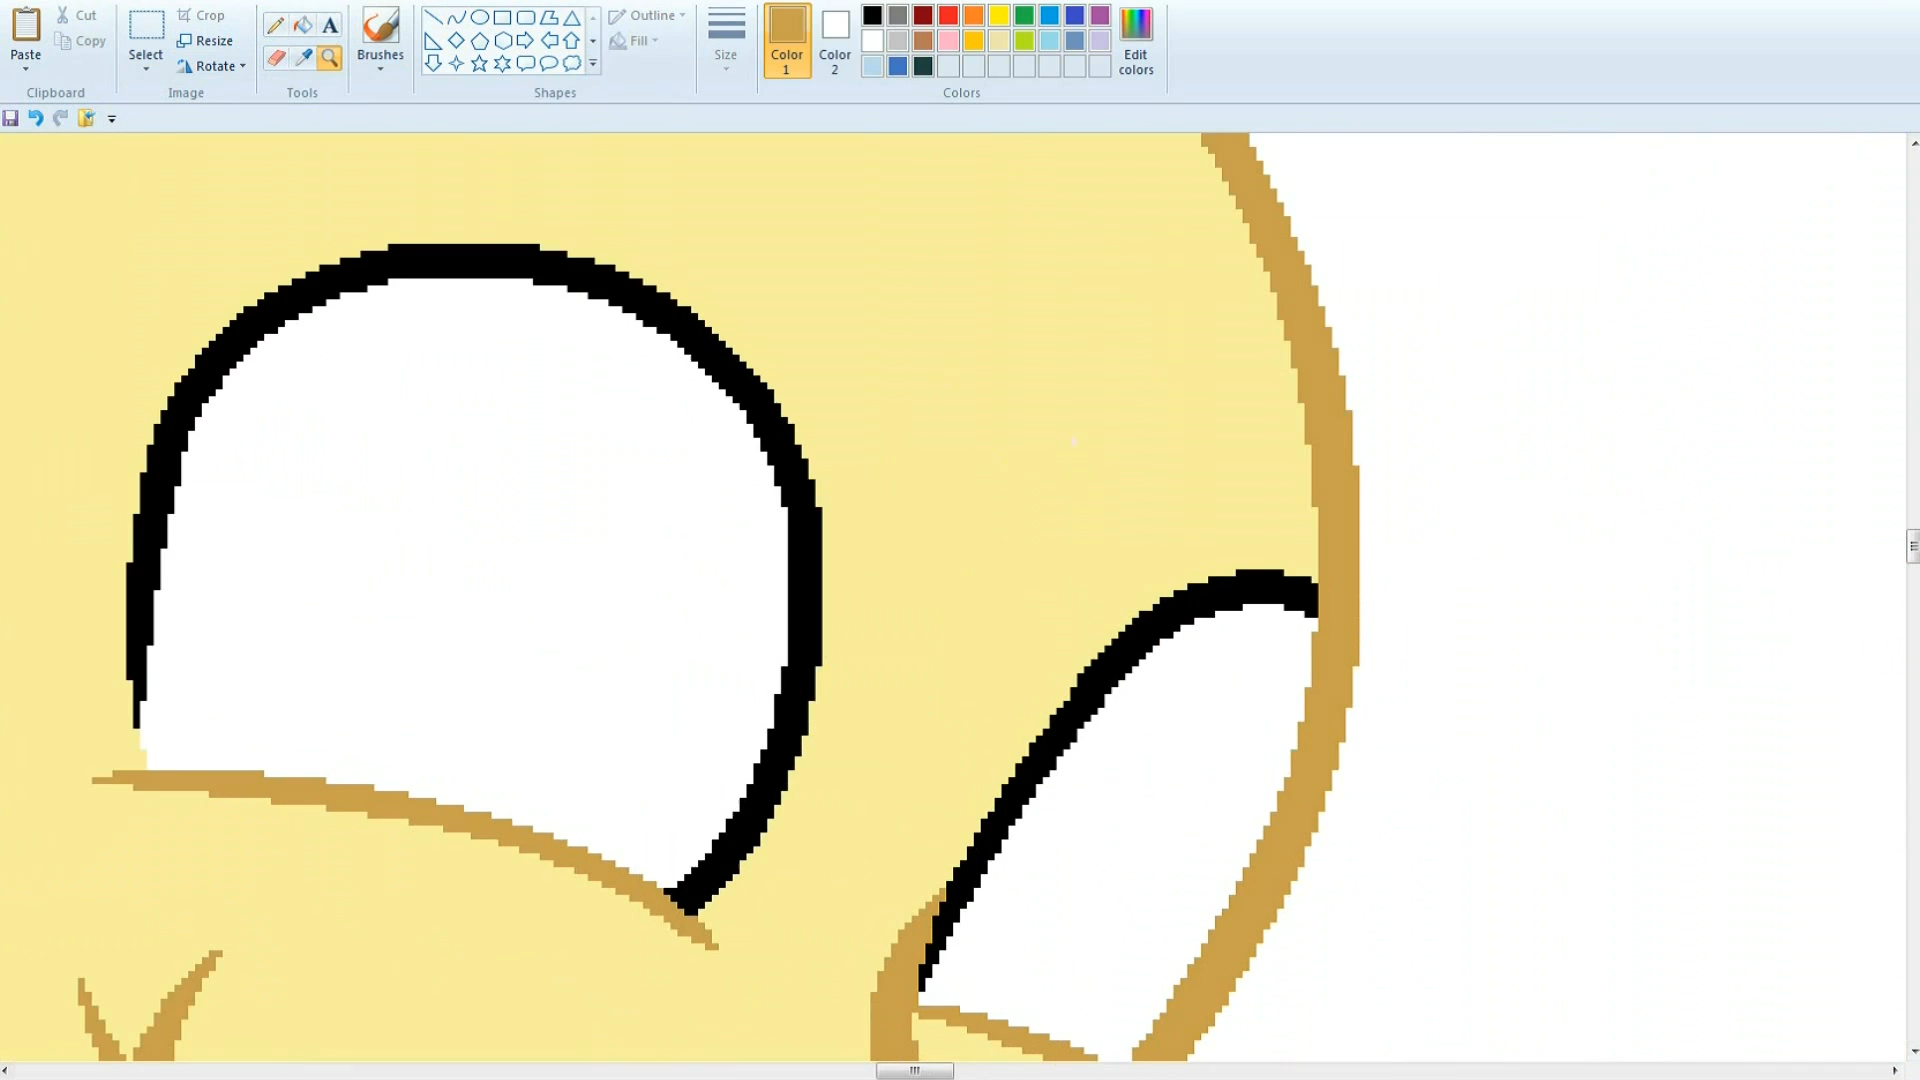 Paste
Cut
Copy
Clipboard
Select
Crop
Resize
Rotate
Image
A
Tools
Brushes
Shapes
Outline
Fill
Size
Color 1
Color 2
Edit colors
Colors